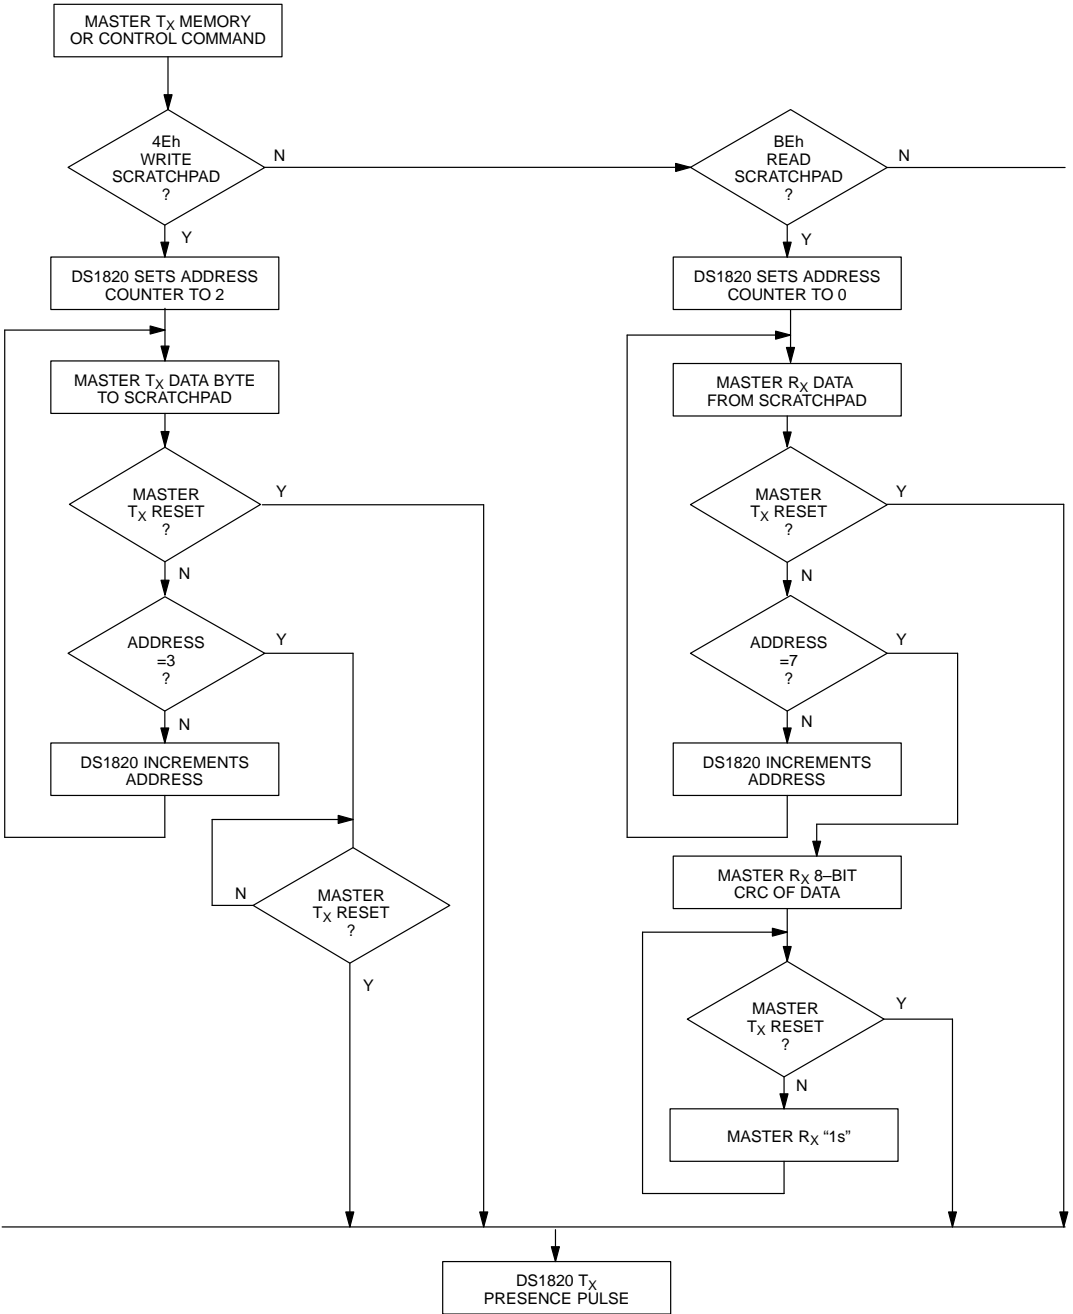 MASTER TX MEMORY
OR CONTROL COMMAND
4Eh
WRITE
SCRATCHPAD
?
N
Y
DS1820 SETS ADDRESS
COUNTER TO 2
MASTER TX DATA BYTE
TO SCRATCHPAD
MASTER
TX RESET
?
Y
N
ADDRESS
=3
?
Y
N
DS1820 INCREMENTS
ADDRESS
MASTER
TX RESET
?
N
Y
BEh
READ
SCRATCHPAD
?
N
Y
DS1820 SETS ADDRESS
COUNTER TO 0
MASTER RX DATA
FROM SCRATCHPAD
MASTER
TX RESET
?
Y
N
ADDRESS
=7
?
Y
N
DS1820 INCREMENTS
ADDRESS
MASTER RX 8–BIT
CRC OF DATA
MASTER
TX RESET
?
Y
N
MASTER RX “1s”
DS1820 TX
PRESENCE PULSE